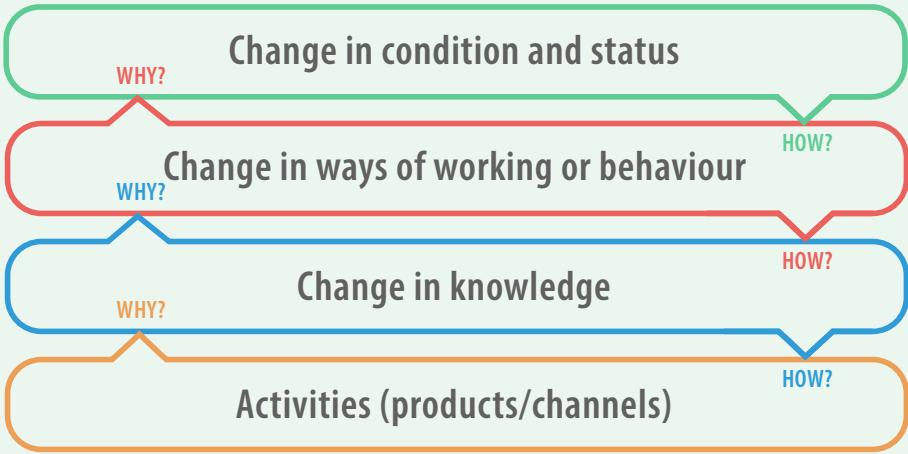 Change in condition and status
WHY?
HOW?
Change in ways of working or behaviour
WHY?
HOW?
Change in knowledge
WHY?
HOW?
Activities (products/channels)